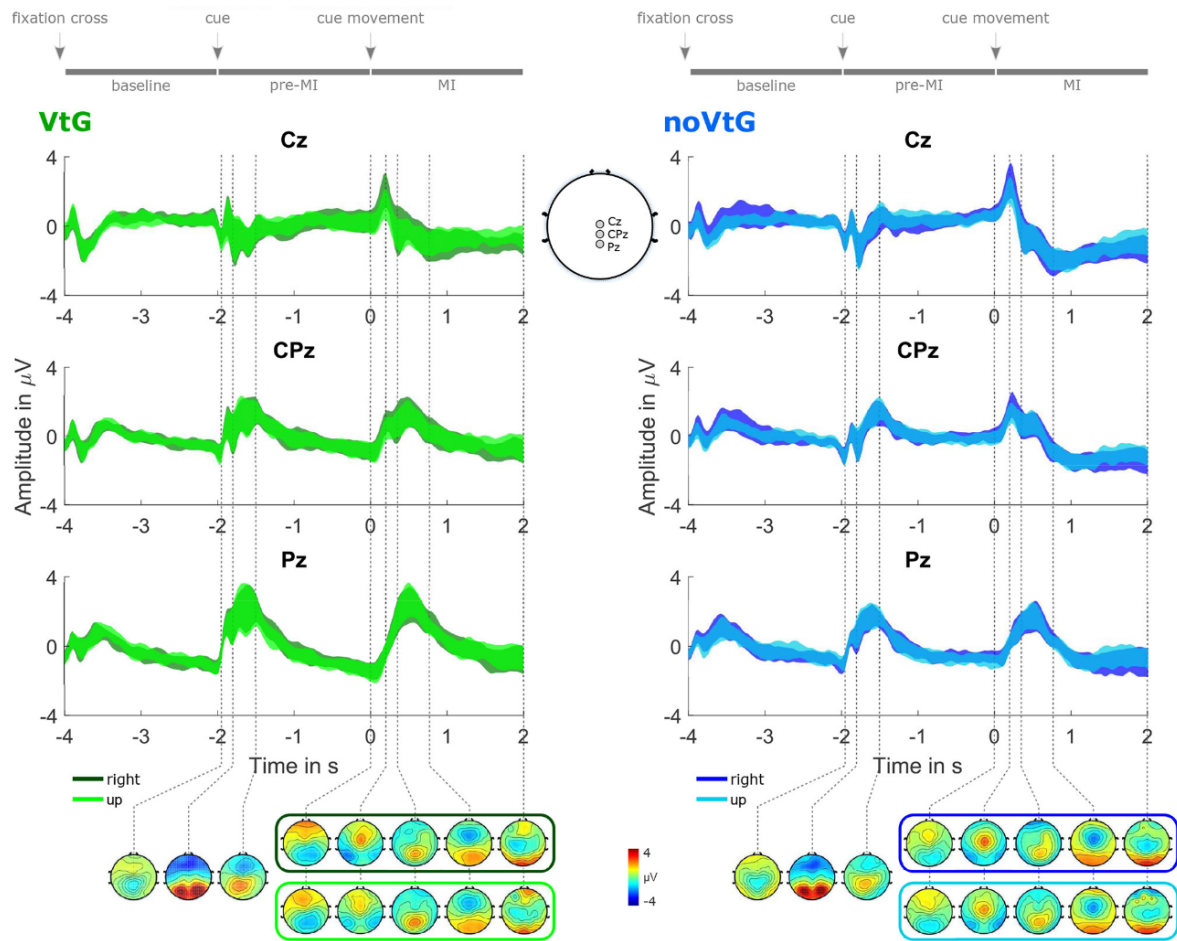 fixation cross cue cue movement fixation cross cue cue movement
baseline pre-MI MI baseline pre-MI MI
VtG noVtG
Cz Cz
4 0 -4
-4 -3 -2 -1 0 1 2
Cz
CPz
Pz
4 0 -4
-4 -3 -2 -1 0 1 2
CPz CPz
Amplitude in µV Amplitude in µV
4 0 -4
-4 -3 -2 -1 0 1 2
4 0 -4
-4 -3 -2 -1 0 1 2
Pz Pz
4 0 -4
-4 -3 -2 -1 0 1 2
4 0 -4
-4 -3 -2 -1 0 1 2
Time in s Time in s
right right
up up
4
µV
-4